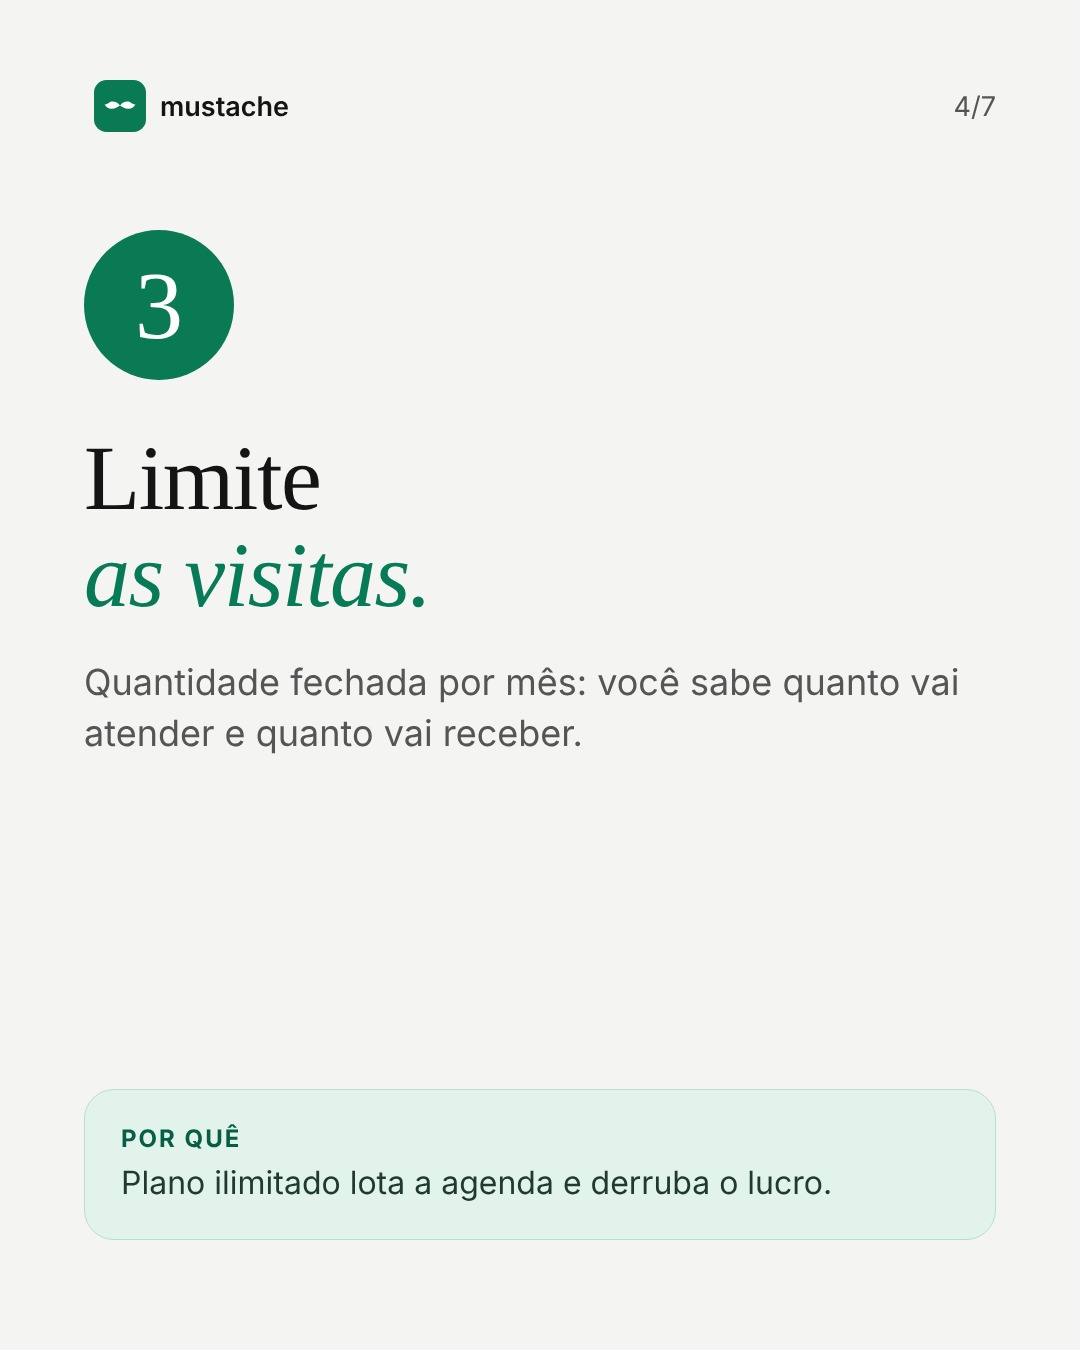 mustache
4/7
3
Limite
as visitas.
Quantidade fechada por mês: você sabe quanto vai
atender e quanto vai receber.
POR QUÊ
Plano ilimitado lota a agenda e derruba o lucro.